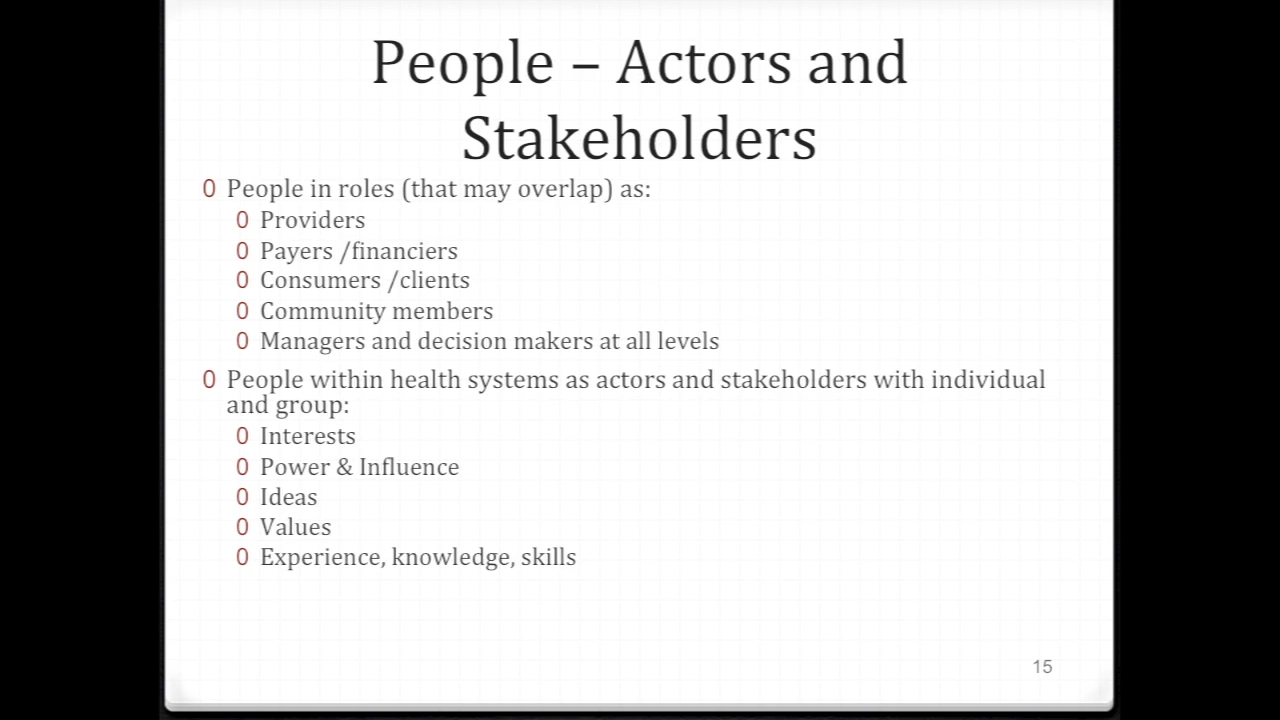 People – Actors and
Stakeholders
0 People in roles (that may overlap) as:
0 Providers
0 Payers /financiers
0 Consumers /clients
0 Community members
0 Managers and decision makers at all levels
0 People within health systems as actors and stakeholders with individual
and group:
0 Interests
0 Power & Influence
0 Ideas
0 Values
0 Experience, knowledge, skills
15